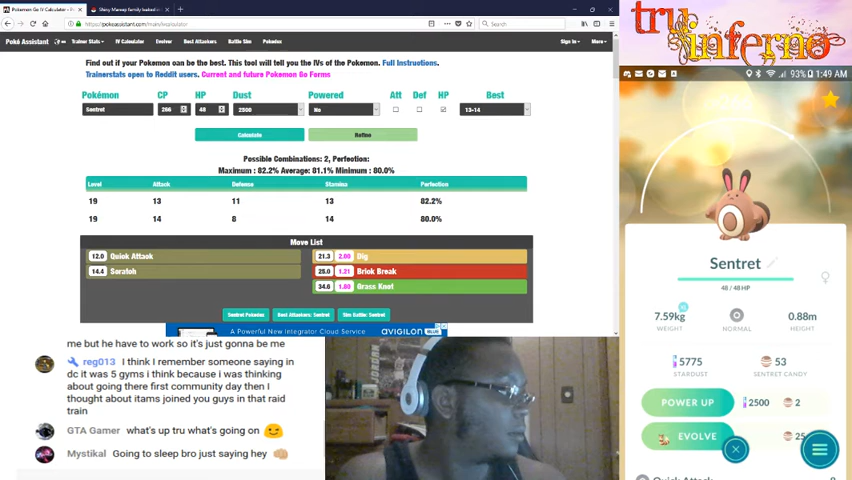 Pokemon Go IV Calculator
Shiny Mareep family leaked
https://pokeassistant.com/main/ivcalculator
Search
Poké Assistant
Trainer Stats
IV Calculator
Best Attackers
Battle Sim
Pokedex
Sign In
More
Find out if your Pokemon can be the best. This tool will tell you the IVs of the Pokemon. Full Instructions.
Trainerstats open to Reddit users. Current and future Pokemon Go Forms
Pokémon CP HP Dust Powered Att Def HP Best
Sentret 266 48 2500 No 13-14
Calculate Refine
Possible Combinations: 2, Perfection:
Maximum : 82.2% Average: 81.1% Minimum : 80.0%
Level Attack Defense Stamina Perfection
19 13 11 13 82.2%
19 14 8 14 80.0%
Move List
12.0 Quick Attack
14.4 Scratch
21.3 2.00 Dig
25.0 1.21 Brick Break
34.6 1.80 Grass Knot
Sentret Pokedex
Best Attackers: Sentret
Sim Battle: Sentret
A Powerful New Integrator Cloud Service
avigilon
me but he have to work so it's just gonna be me
reg013 I think I remember someone saying in
dc it was 5 gyms i think because i was thinking
about going there first community day then I
thought about itams joined you guys in that raid
train
GTA Gamer what's up tru what's going on
Mystikal Going to sleep bro just saying hey
tru
inferno
93% 1:49 AM
Sentret
48 / 48 HP
7.59kg
WEIGHT
NORMAL
0.88m
HEIGHT
5775
STARDUST
53
SENTRET CANDY
POWER UP 2500 2
EVOLVE 25
Quick Attack